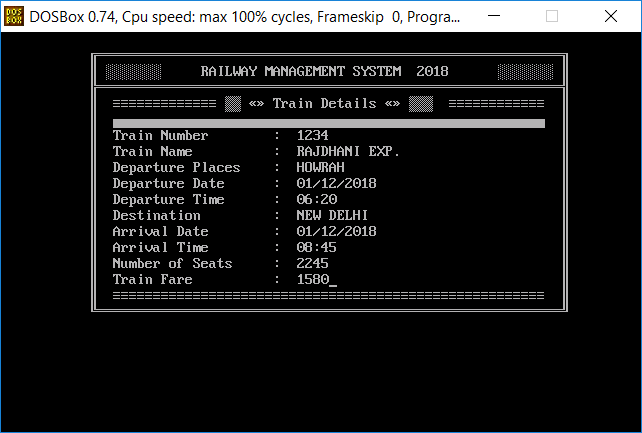 DOSBox 0.74, Cpu speed: max 100% cycles, Frameskip 0, Progra...
RAILWAY MANAGEMENT SYSTEM 2018
«» Train Details «»
Train Number : 1234
Train Name : RAJDHANI EXP.
Departure Places : HOWRAH
Departure Date : 01/12/2018
Departure Time : 06:20
Destination : NEW DELHI
Arrival Date : 01/12/2018
Arrival Time : 08:45
Number of Seats : 2245
Train Fare : 1580_